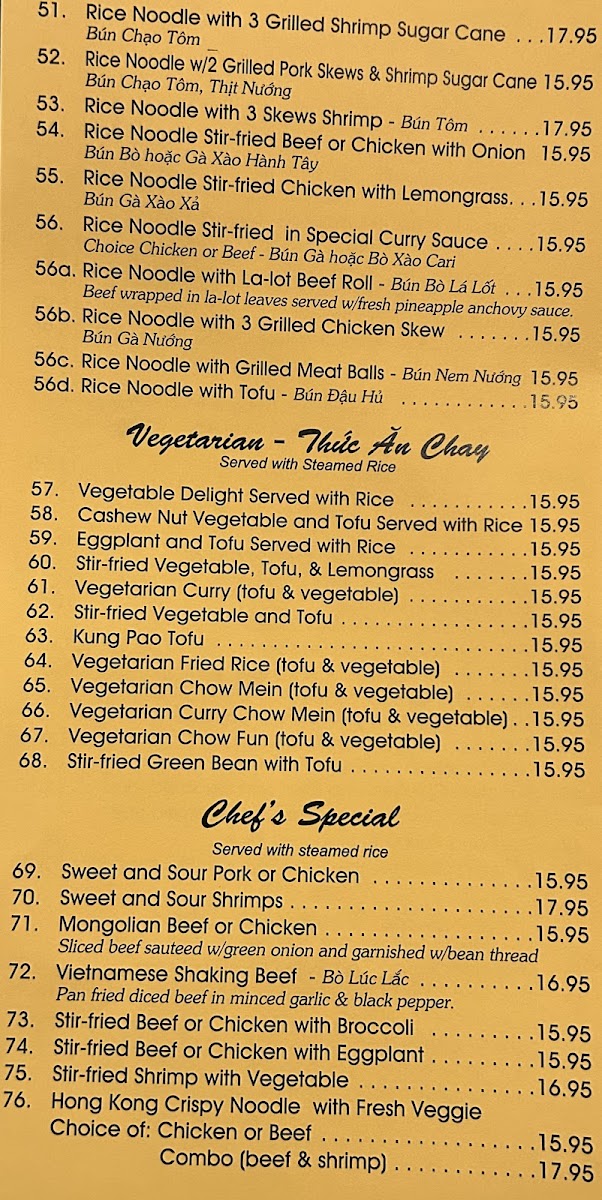 51. Rice Noodle with 3 Grilled Shrimp Sugar Cane ...17.95
Bún Chạo Tôm
52. Rice Noodle w/2 Grilled Pork Skews & Shrimp Sugar Cane 15.95
Bún Chạo Tôm, Thịt Nướng
53. Rice Noodle with 3 Skews Shrimp - Bún Tôm ......17.95
54. Rice Noodle Stir-fried Beef or Chicken with Onion 15.95
Bún Bò hoặc Gà Xào Hành Tây
55. Rice Noodle Stir-fried Chicken with Lemongrass...15.95
Bún Gà Xào Xả
56. Rice Noodle Stir-fried in Special Curry Sauce ....15.95
Choice Chicken or Beef - Bún Gà hoặc Bò Xào Cari
56a. Rice Noodle with La-lot Beef Roll - Bún Bò Lá Lốt ...15.95
Beef wrapped in la-lot leaves served w/fresh pineapple anchovy sauce.
56b. Rice Noodle with 3 Grilled Chicken Skew .......15.95
Bún Gà Nướng
56c. Rice Noodle with Grilled Meat Balls - Bún Nem Nướng 15.95
56d. Rice Noodle with Tofu - Bún Đậu Hủ ............15.95
Vegetarian - Thức Ăn Chay
Served with Steamed Rice
57. Vegetable Delight Served with Rice ...........15.95
58. Cashew Nut Vegetable and Tofu Served with Rice 15.95
59. Eggplant and Tofu Served with Rice ...........15.95
60. Stir-fried Vegetable, Tofu, & Lemongrass .......15.95
61. Vegetarian Curry (tofu & vegetable) ...........15.95
62. Stir-fried Vegetable and Tofu .................15.95
63. Kung Pao Tofu ............................15.95
64. Vegetarian Fried Rice (tofu & vegetable) .......15.95
65. Vegetarian Chow Mein (tofu & vegetable) ......15.95
66. Vegetarian Curry Chow Mein (tofu & vegetable) ..15.95
67. Vegetarian Chow Fun (tofu & vegetable) .......15.95
68. Stir-fried Green Bean with Tofu ................15.95
Chef's Special
Served with steamed rice
69. Sweet and Sour Pork or Chicken ..............15.95
70. Sweet and Sour Shrimps ......................17.95
71. Mongolian Beef or Chicken ...................15.95
Sliced beef sauteed w/green onion and garnished w/bean thread
72. Vietnamese Shaking Beef - Bò Lúc Lắc ..........16.95
Pan fried diced beef in minced garlic & black pepper.
73. Stir-fried Beef or Chicken with Broccoli .........15.95
74. Stir-fried Beef or Chicken with Eggplant .........15.95
75. Stir-fried Shrimp with Vegetable ...............16.95
76. Hong Kong Crispy Noodle with Fresh Veggie
Choice of: Chicken or Beef ...................15.95
Combo (beef & shrimp) ............17.95